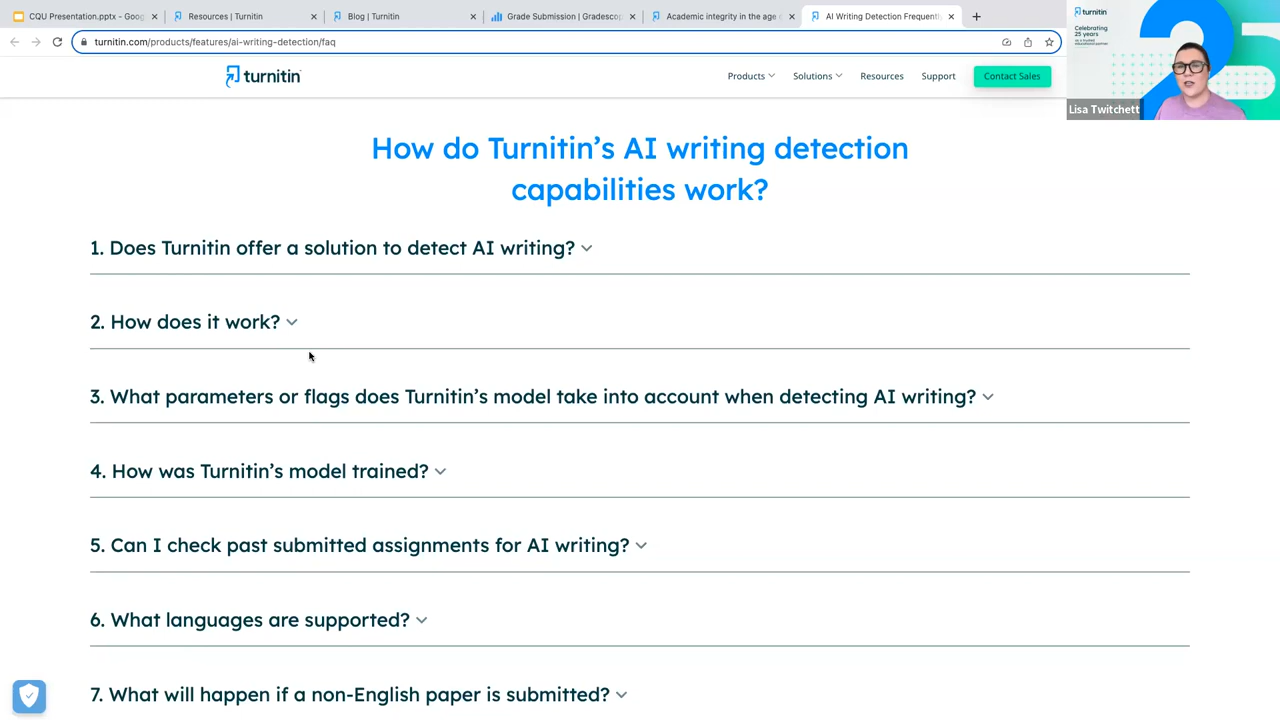 CQU Presentation.pptx - Goog
Resources | Turnitin
Blog | Turnitin
Grade Submission | Gradescop
Academic integrity in the age
AI Writing Detection Frequent
turnitin.com/products/features/ai-writing-detection/faq
turnitin
Products
Solutions
Resources
Support
Contact Sales
turnitin
Celebrating
25 years
25
Lisa Twitchett
How do Turnitin's AI writing detection
capabilities work?
1. Does Turnitin offer a solution to detect AI writing?
2. How does it work?
3. What parameters or flags does Turnitin's model take into account when detecting AI writing?
4. How was Turnitin's model trained?
5. Can I check past submitted assignments for AI writing?
6. What languages are supported?
7. What will happen if a non-English paper is submitted?